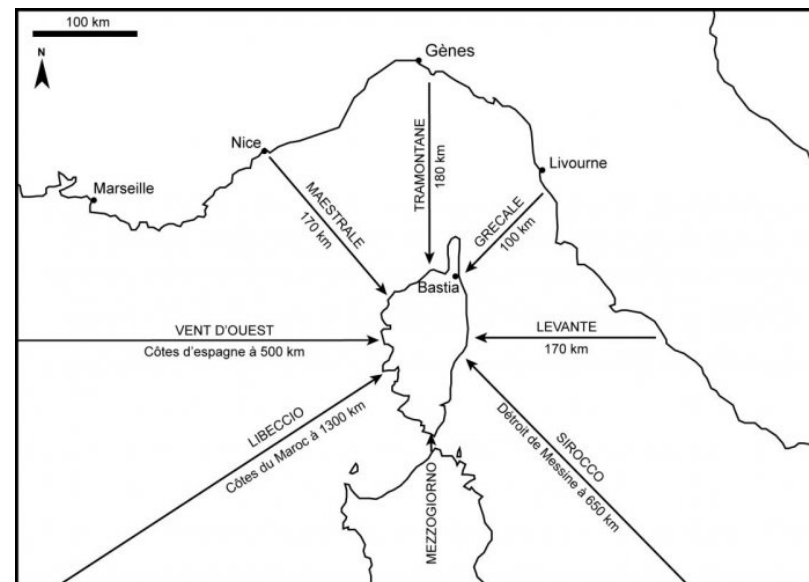 100 km
N
Gènes
Nice
Marseille
Livourne
TRAMONTANE
180 km
MAESTRALE
170 km
GRECALE
100 km
Bastia
VENT D'OUEST
Côtes d'espagne à 500 km
LEVANTE
170 km
LIBECCIO
Côtes du Maroc à 1300 km
SIROCCO
Détroit de Messine à 650 km
MEZZOGIORNO